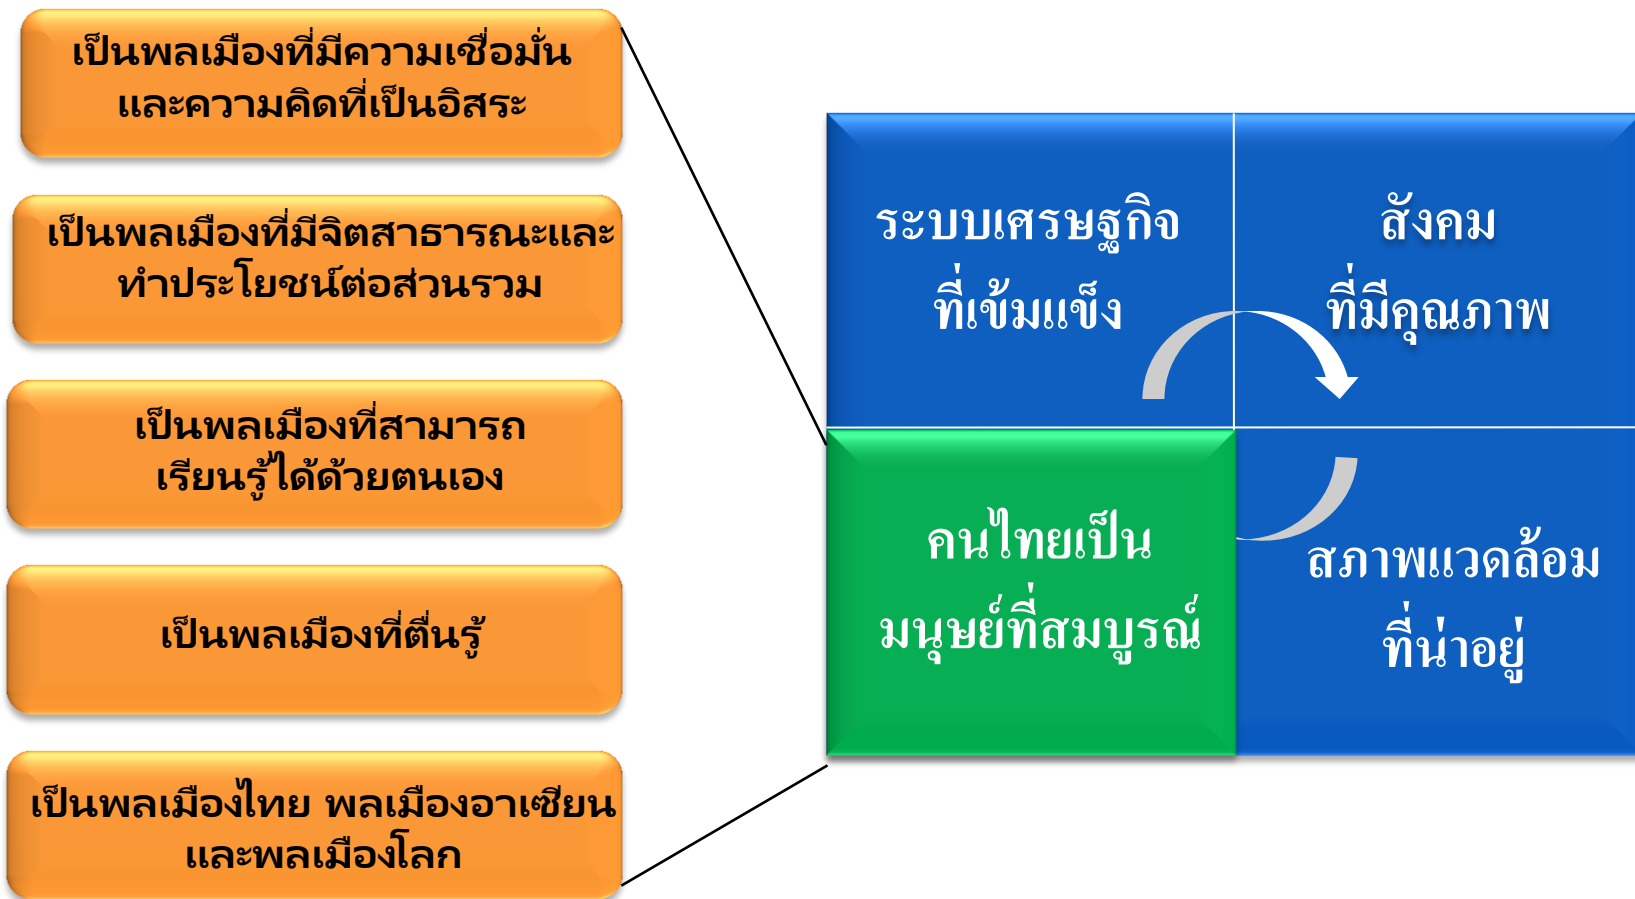 เป็นพลเมืองที่มีความเชื่อมั่น
และความคิดที่เป็นอิสระ
เป็นพลเมืองที่มีจิตสาธารณะและ
ทำประโยชน์ต่อส่วนรวม
เป็นพลเมืองที่สามารถ
เรียนรู้ได้ด้วยตนเอง
เป็นพลเมืองที่ตื่นรู้
เป็นพลเมืองไทย พลเมืองอาเซียน
และพลเมืองโลก
ระบบเศรษฐกิจ
ที่เข้มแข็ง
สังคม
ที่มีคุณภาพ
คนไทยเป็น
มนุษย์ที่สมบูรณ์
สภาพแวดล้อม
ที่น่าอยู่